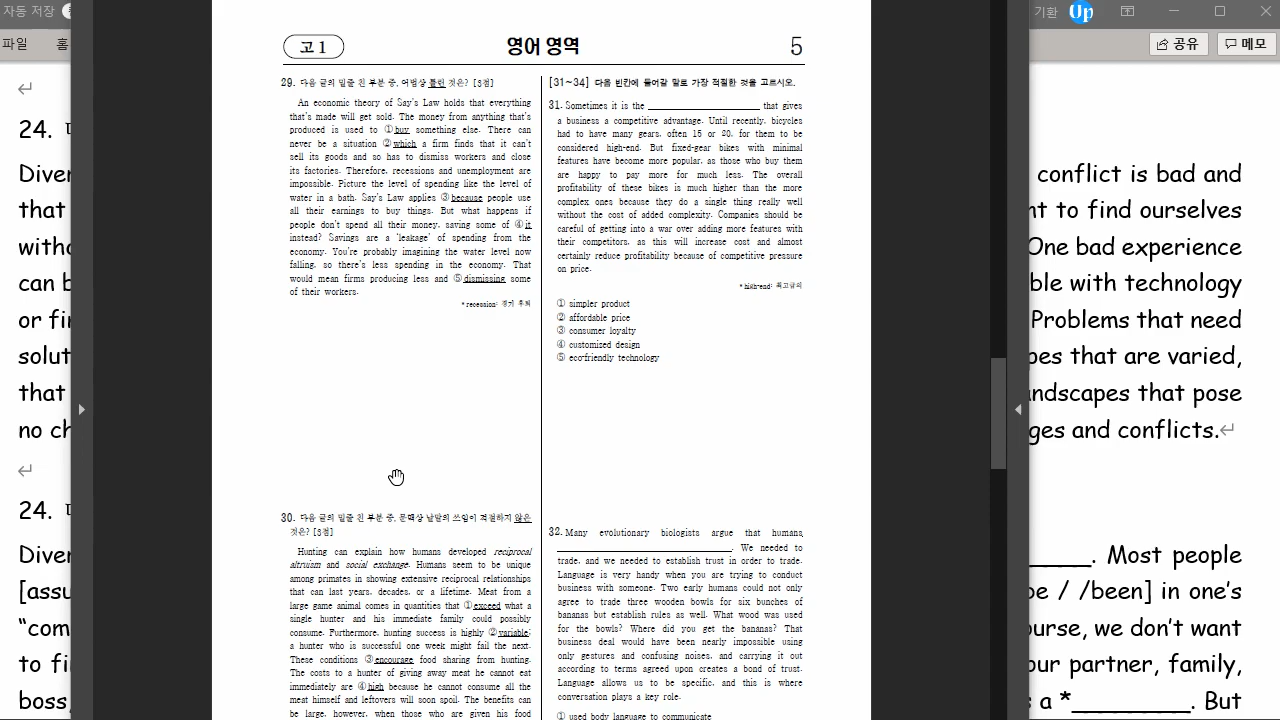 자동 저장
기환
Up
파일
홈
공유
메모
24.
Diver
that
witho
can b
or fir
solut
that
no ch
24.
Diver
[assu
“com
to fi
boss,
고 1
영어 영역
5
29. 다음 글의 밑줄 친 부분 중, 어법상 틀린 것은? [3점]
An economic theory of Say's Law holds that everything
that's made will get sold. The money from anything that's
produced is used to ①buy something else. There can
never be a situation ②which a firm finds that it can't
sell its goods and so has to dismiss workers and close
its factories. Therefore, recessions and unemployment are
impossible. Picture the level of spending like the level of
water in a bath. Say's Law applies ③because people use
all their earnings to buy things. But what happens if
people don't spend all their money, saving some of ④it
instead? Savings are a 'leakage' of spending from the
economy. You're probably imagining the water level now
falling, so there's less spending in the economy. That
would mean firms producing less and ⑤dismissing some
of their workers.
* recession: 경기 후퇴
30. 다음 글의 밑줄 친 부분 중, 문맥상 낱말의 쓰임이 적절하지 않은
것은? [3점]
Hunting can explain how humans developed reciprocal
altruism and social exchange. Humans seem to be unique
among primates in showing extensive reciprocal relationships
that can last years, decades, or a lifetime. Meat from a
large game animal comes in quantities that ①exceed what a
single hunter and his immediate family could possibly
consume. Furthermore, hunting success is highly ②variable;
a hunter who is successful one week might fail the next.
These conditions ③encourage food sharing from hunting.
The costs to a hunter of giving away meat he cannot eat
immediately are ④high because he cannot consume all the
meat himself and leftovers will soon spoil. The benefits can
be large, however, when those who are given his food
[31~34] 다음 빈칸에 들어갈 말로 가장 적절한 것을 고르시오.
31. Sometimes it is the ____________________ that gives
a business a competitive advantage. Until recently, bicycles
had to have many gears, often 15 or 20, for them to be
considered high-end. But fixed-gear bikes with minimal
features have become more popular, as those who buy them
are happy to pay more for much less. The overall
profitability of these bikes is much higher than the more
complex ones because they do a single thing really well
without the cost of added complexity. Companies should be
careful of getting into a war over adding more features with
their competitors, as this will increase cost and almost
certainly reduce profitability because of competitive pressure
on price.
* high-end: 최고급의
① simpler product
② affordable price
③ consumer loyalty
④ customized design
⑤ eco-friendly technology
32. Many evolutionary biologists argue that humans
______________________________. We needed to
trade, and we needed to establish trust in order to trade.
Language is very handy when you are trying to conduct
business with someone. Two early humans could not only
agree to trade three wooden bowls for six bunches of
bananas but establish rules as well. What wood was used
for the bowls? Where did you get the bananas? That
business deal would have been nearly impossible using
only gestures and confusing noises, and carrying it out
according to terms agreed upon creates a bond of trust.
Language allows us to be specific, and this is where
conversation plays a key role.
① used body language to communicate
conflict is bad and
nt to find ourselves
One bad experience
ble with technology
Problems that need
pes that are varied,
andscapes that pose
ges and conflicts.
_____. Most people
be / /been] in one's
ourse, we don't want
our partner, family,
s a *_________. But